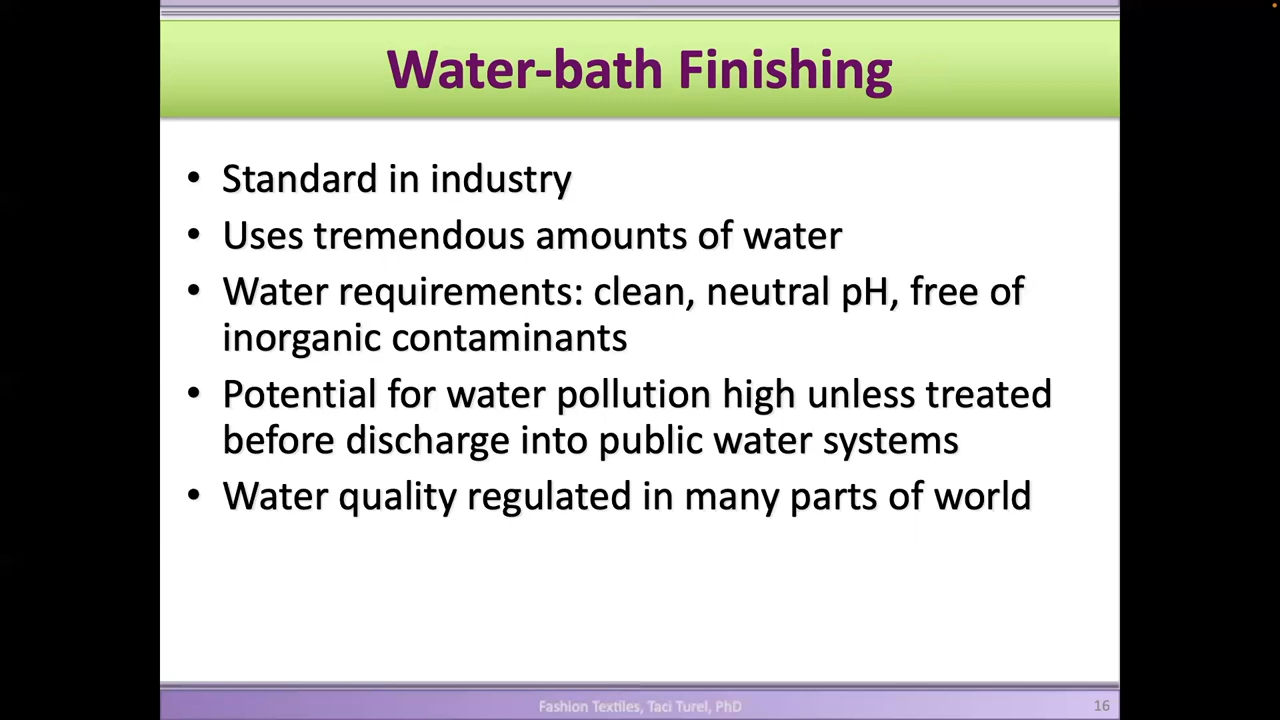 Water-bath Finishing
• Standard in industry
• Uses tremendous amounts of water
• Water requirements: clean, neutral pH, free of
inorganic contaminants
• Potential for water pollution high unless treated
before discharge into public water systems
• Water quality regulated in many parts of world
Fashion Textiles, Taci Turel, PhD
16